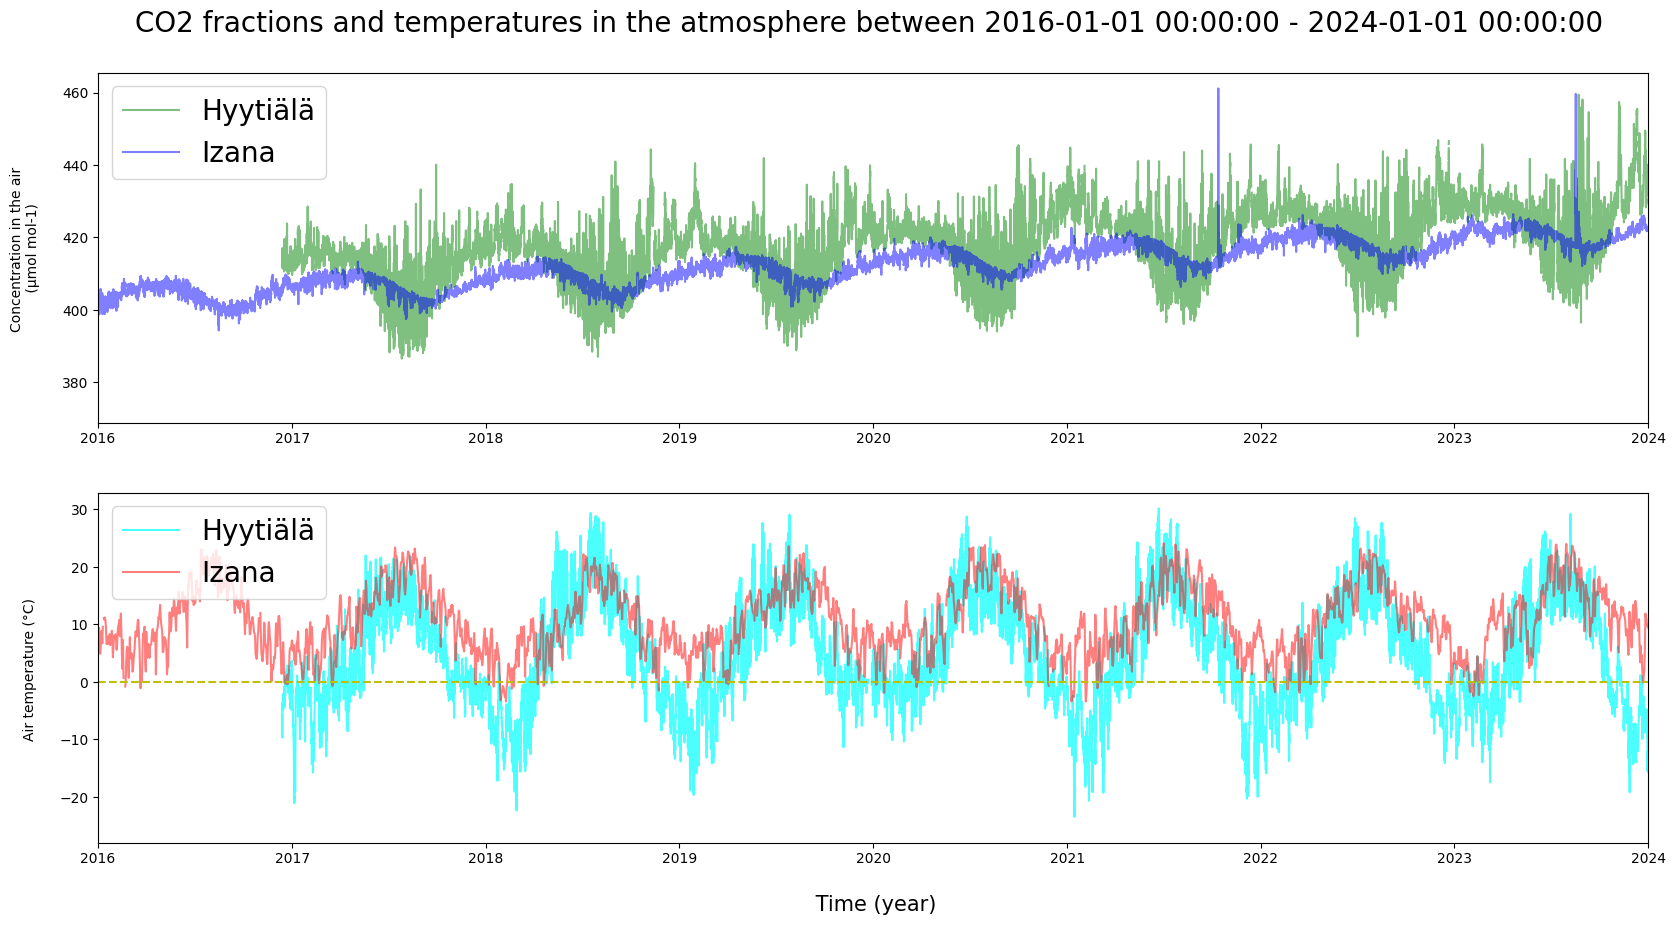 CO2 fractions and temperatures in the atmosphere between 2016-01-01 00:00:00 - 2024-01-01 00:00:00
Concentration in the air
(μmol mol-1)
460
440
420
400
380
Hyytiälä
Izana
2016 2017 2018 2019 2020 2021 2022 2023 2024
Air temperature (°C)
30
20
10
0
−10
−20
Hyytiälä
Izana
2016 2017 2018 2019 2020 2021 2022 2023 2024
Time (year)